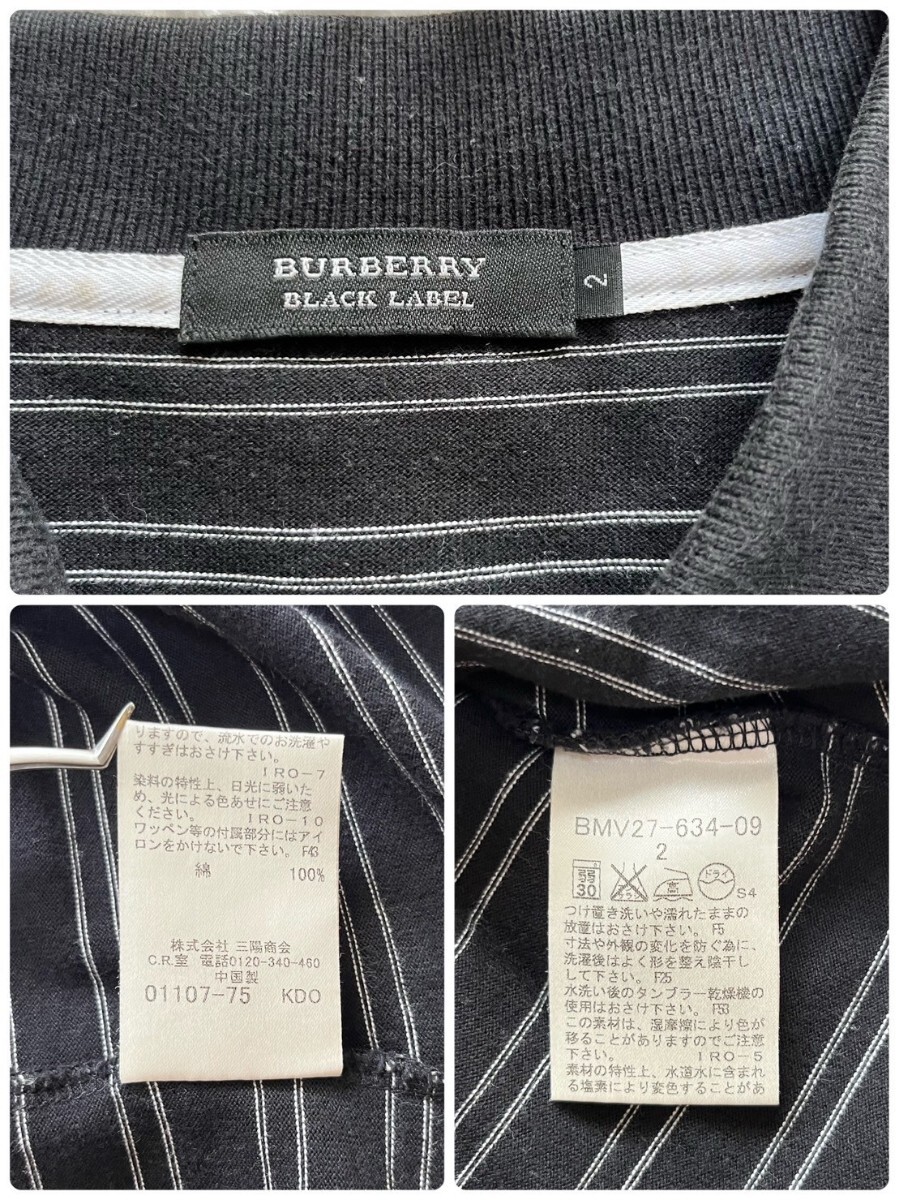 BURBERRY
BLACK LABEL
2
りますので、流水でのお洗濯や
すすぎはおさけ下さい。
IRO-7
染料の特性上、日光に弱いた
め、光による色あせにご注意
ください。 IRO-10
ワッペン等の付属部分にはアイ
ロンをかけないで下さい。F43
綿 100%
株式会社 三陽商会
C.R.室 電話0120-340-460
中国製
01107-75 KDO
BMV27-634-09
2
弱 30 エンソ サラシ 高 ドライ S4
つけ置き洗いや濡れたままの
放置はおさけ下さい。F5
寸法や外観の変化を防ぐ為に、
洗濯後はよく形を整え陰干し
して下さい。F25
水洗い後のタンブラー乾燥機の
使用はおさけ下さい。F53
この素材は、湿摩擦により色が
移ることがありますのでご注意
下さい。 IRO-5
素材の特性上、水道水に含まれ
る塩素により変色することがあ